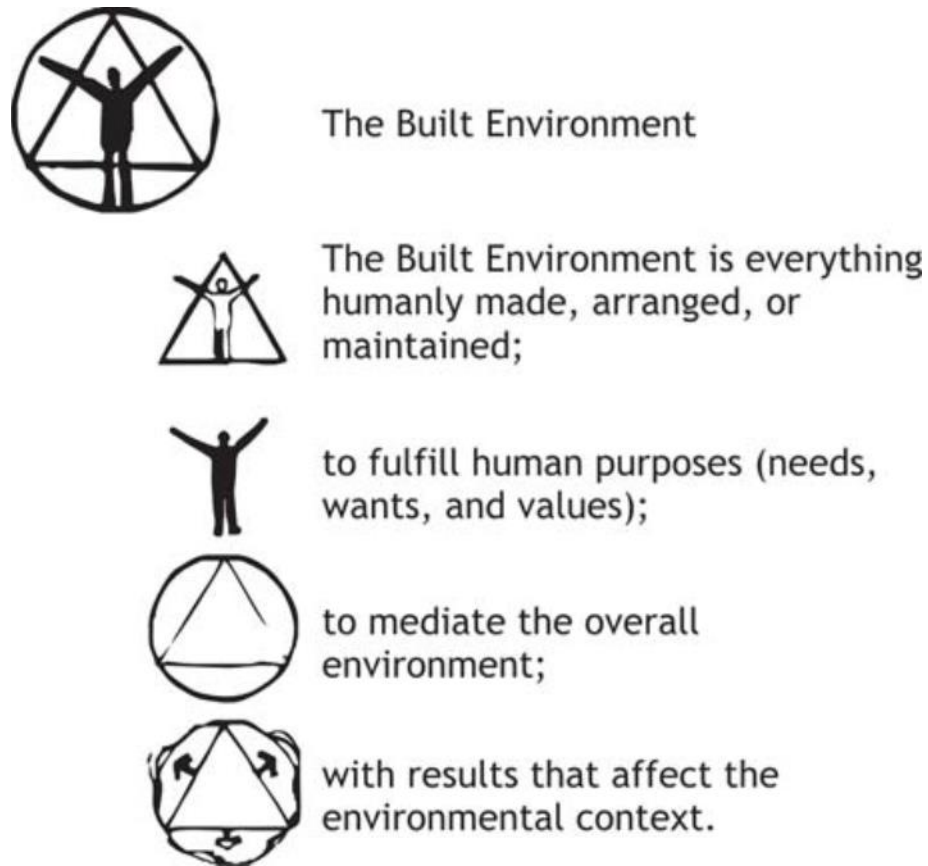 The Built Environment
The Built Environment is everything
humanly made, arranged, or
maintained;
to fulfill human purposes (needs,
wants, and values);
to mediate the overall
environment;
with results that affect the
environmental context.